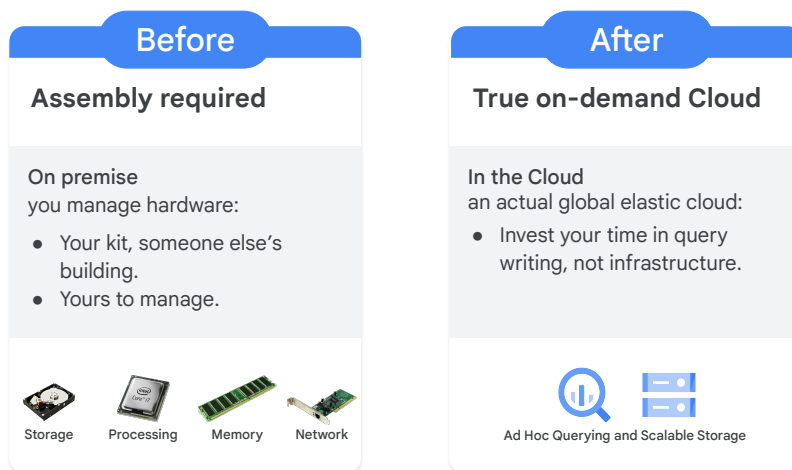 Before
Assembly required
On premise
you manage hardware:
● Your kit, someone else’s
building.
● Yours to manage.
Storage
Processing
Memory
Network
After
True on-demand Cloud
In the Cloud
an actual global elastic cloud:
● Invest your time in query
writing, not infrastructure.
Ad Hoc Querying and Scalable Storage